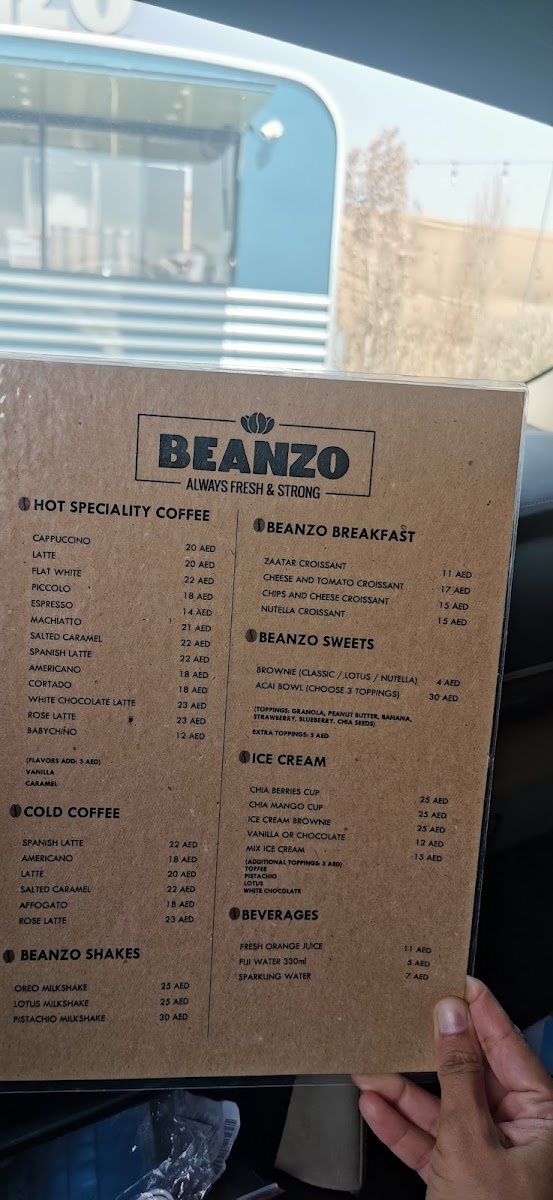 ZO
BEANZO
ALWAYS FRESH & STRONG
HOT SPECIALITY COFFEE
CAPPUCCINO 20 AED
LATTE 20 AED
FLAT WHITE 22 AED
PICCOLO 18 AED
ESPRESSO 14 AED
MACHIATTO 21 AED
SALTED CARAMEL 22 AED
SPANISH LATTE 22 AED
AMERICANO 18 AED
CORTADO 18 AED
WHITE CHOCOLATE LATTE 23 AED
ROSE LATTE 23 AED
BABYCHINO 12 AED
(FLAVORS ADD: 3 AED)
VANILLA
CARAMEL
COLD COFFEE
SPANISH LATTE 22 AED
AMERICANO 18 AED
LATTE 20 AED
SALTED CARAMEL 22 AED
AFFOGATO 18 AED
ROSE LATTE 23 AED
BEANZO SHAKES
OREO MILKSHAKE 25 AED
LOTUS MILKSHAKE 25 AED
PISTACHIO MILKSHAKE 30 AED
BEANZO BREAKFAST
ZAATAR CROISSANT 11 AED
CHEESE AND TOMATO CROISSANT 17 AED
CHIPS AND CHEESE CROISSANT 15 AED
NUTELLA CROISSANT 15 AED
BEANZO SWEETS
BROWNIE (CLASSIC / LOTUS / NUTELLA) 4 AED
ACAI BOWL (CHOOSE 3 TOPPINGS) 30 AED
(TOPPINGS: GRANOLA, PEANUT BUTTER, BANANA,
STRAWBERRY, BLUEBERRY, CHIA SEEDS)
EXTRA TOPPINGS: 5 AED
ICE CREAM
CHIA BERRIES CUP 25 AED
CHIA MANGO CUP 25 AED
ICE CREAM BROWNIE 25 AED
VANILLA OR CHOCOLATE 12 AED
MIX ICE CREAM 15 AED
(ADDITIONAL TOPPINGS: 3 AED)
TOFFEE
PISTACHIO
LOTUS
WHITE CHOCOLATE
BEVERAGES
FRESH ORANGE JUICE 11 AED
FIJI WATER 330ml 5 AED
SPARKLING WATER 7 AED